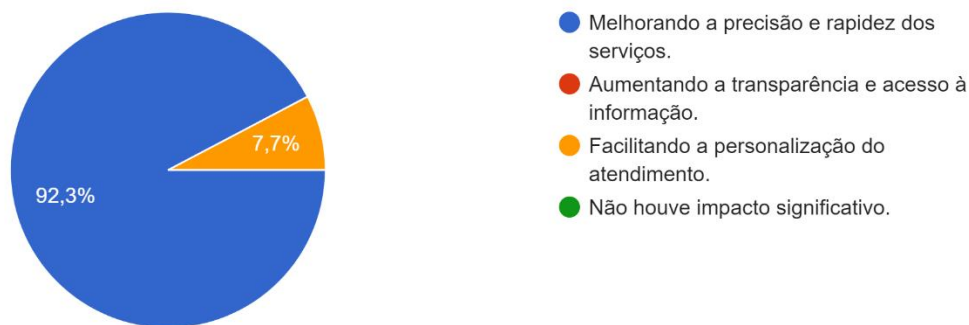 Melhorando a precisão e rapidez dos
serviços.
Aumentando a transparência e acesso à
informação.
Facilitando a personalização do
atendimento.
Não houve impacto significativo.
7,7%
92,3%